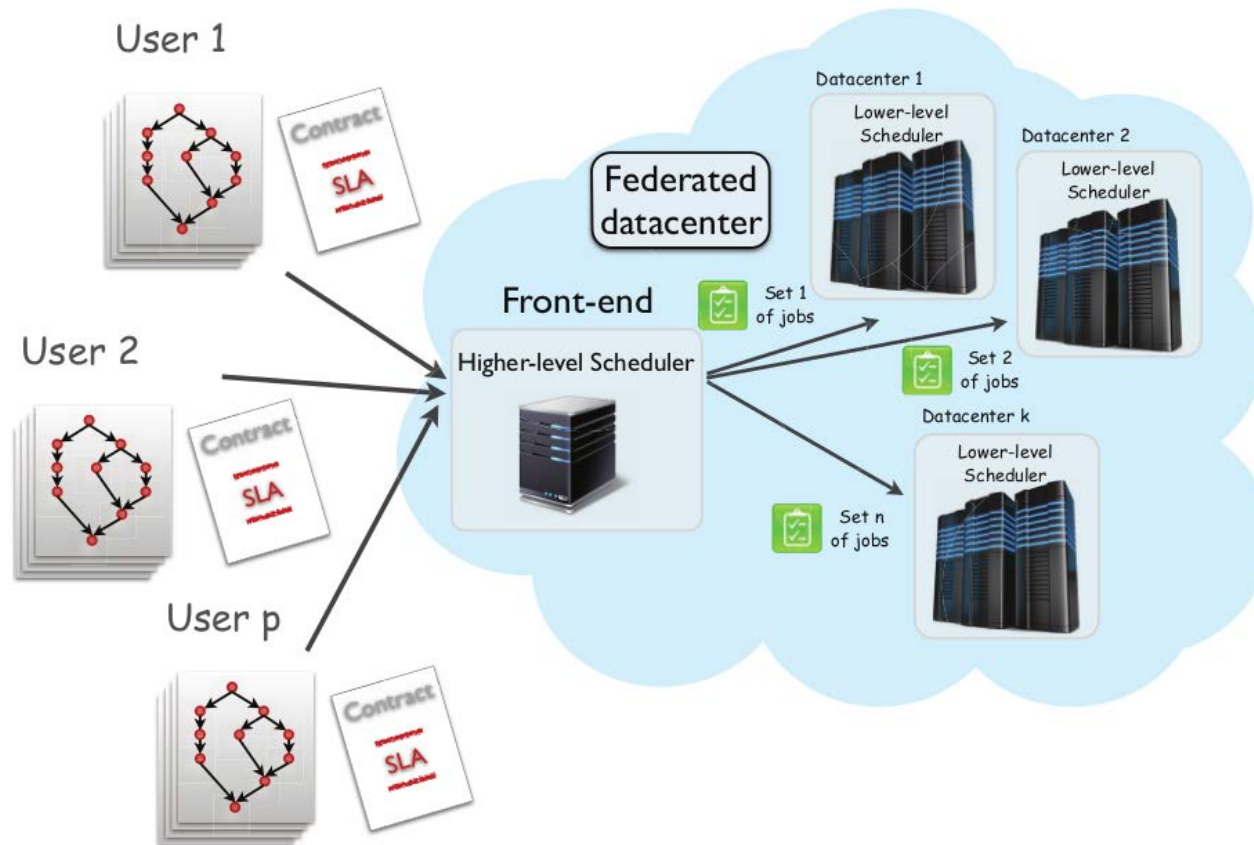 User 1
Contract
SLA
User 2
Contract
SLA
User p
Contract
SLA
Federated
datacenter
Front-end
Higher-level Scheduler
Set 1
of jobs
Set 2
of jobs
Set n
of jobs
Datacenter 1
Lower-level
Scheduler
Datacenter 2
Lower-level
Scheduler
Datacenter k
Lower-level
Scheduler